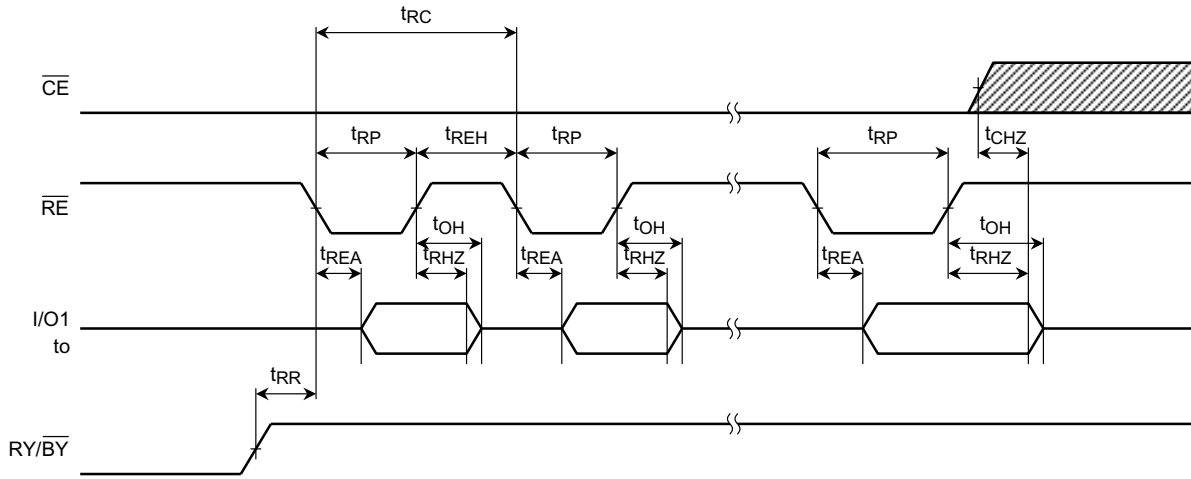 tRC
CE
tRP tREH tRP tRP tCHZ
RE
tOH tOH tOH
tREA tRHZ tREA tRHZ tREA tRHZ
I/O1
to
tRR
RY/BY